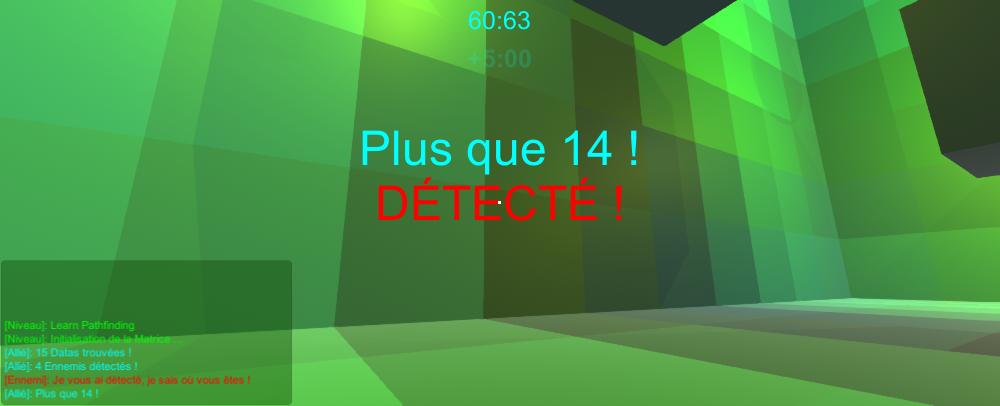 60:63
+5:00
Plus que 14 !
DÉTECTÉ !
[Niveau]: Learn Pathfinding
[Niveau]: Initialisation de la Matrice ...
[Allié]: 15 Datas trouvées !
[Allié]: 4 Ennemis détectés !
[Ennemi]: Je vous ai détecté, je sais où vous êtes !
[Allié]: Plus que 14 !